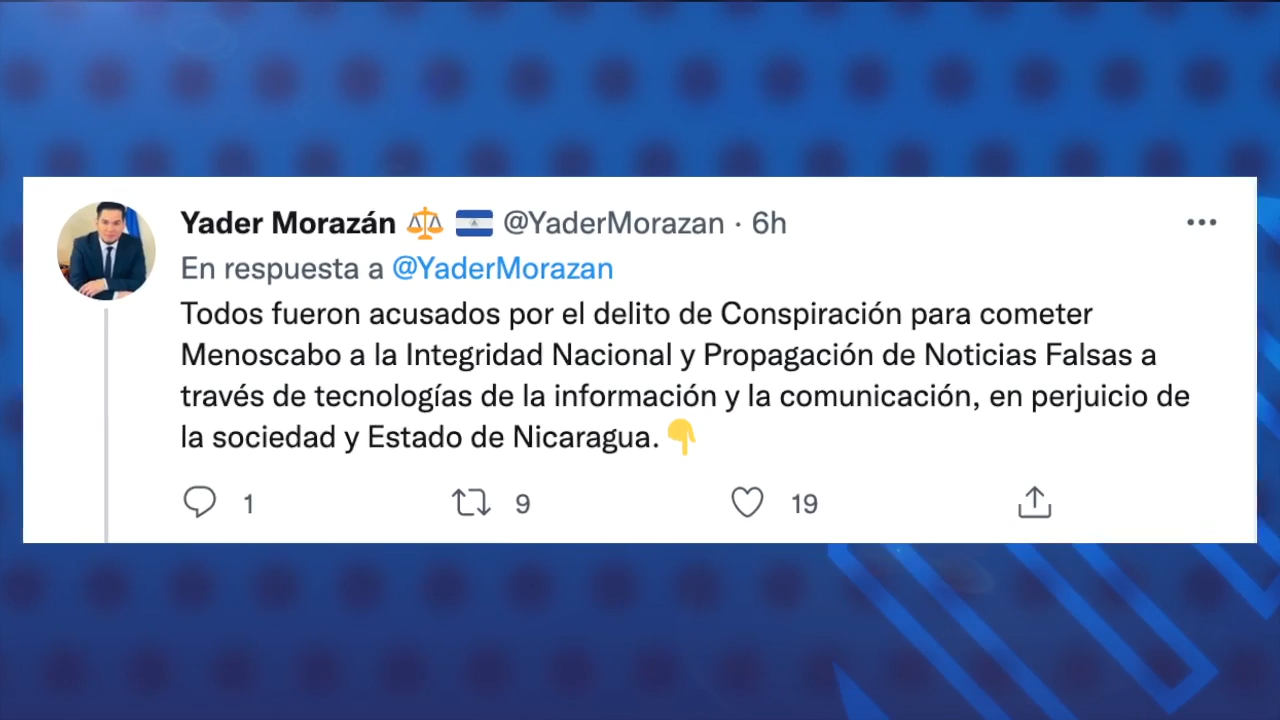 Yader Morazán ⚖️ 🇳🇮 @YaderMorazan · 6h
En respuesta a @YaderMorazan
Todos fueron acusados por el delito de Conspiración para cometer
Menoscabo a la Integridad Nacional y Propagación de Noticias Falsas a
través de tecnologías de la información y la comunicación, en perjuicio de
la sociedad y Estado de Nicaragua. 👇
1 9 19